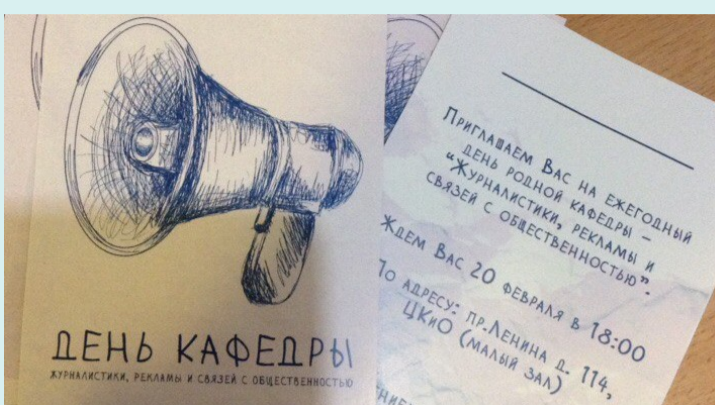 ДЕНЬ КАФЕДРЫ
ЖУРНАЛИСТИКИ, РЕКЛАМЫ И СВЯЗЕЙ С ОБЩЕСТВЕННОСТЬЮ
ПРИГЛАШАЕМ ВАС НА ЕЖЕГОДНЫЙ
ДЕНЬ РОДНОЙ КАФЕДРЫ –
“ЖУРНАЛИСТИКИ, РЕКЛАМЫ И
СВЯЗЕЙ С ОБЩЕСТВЕННОСТЬЮ”.
ЖДЕМ ВАС 20 ФЕВРАЛЯ В 18:00
ПО АДРЕСУ: ПР.ЛЕНИНА Д. 114,
ЦКиО (МАЛЫЙ ЗАЛ)